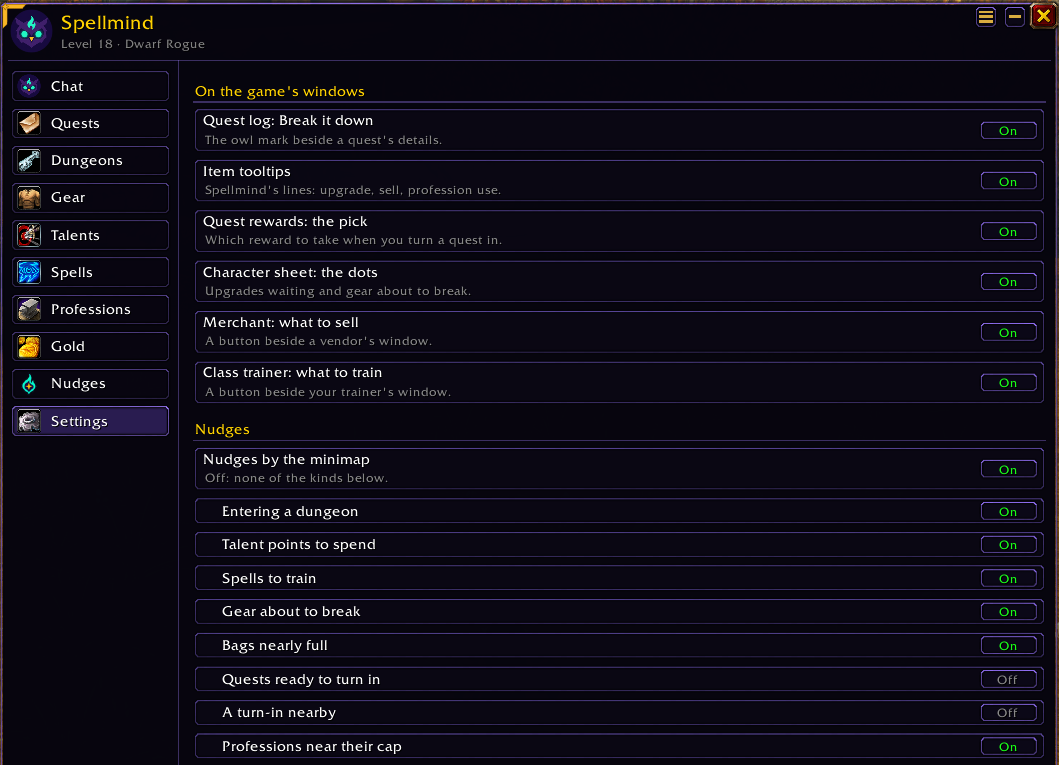 Spellmind
Level 18 · Dwarf Rogue
Chat
Quests
Dungeons
Gear
Talents
Spells
Professions
Gold
Nudges
Settings
On the game's windows
Quest log: Break it down
The owl mark beside a quest's details.
On
Item tooltips
Spellmind's lines: upgrade, sell, profession use.
On
Quest rewards: the pick
Which reward to take when you turn a quest in.
On
Character sheet: the dots
Upgrades waiting and gear about to break.
On
Merchant: what to sell
A button beside a vendor's window.
On
Class trainer: what to train
A button beside your trainer's window.
On
Nudges
Nudges by the minimap
Off: none of the kinds below.
On
Entering a dungeon
On
Talent points to spend
On
Spells to train
On
Gear about to break
On
Bags nearly full
On
Quests ready to turn in
Off
A turn-in nearby
Off
Professions near their cap
On